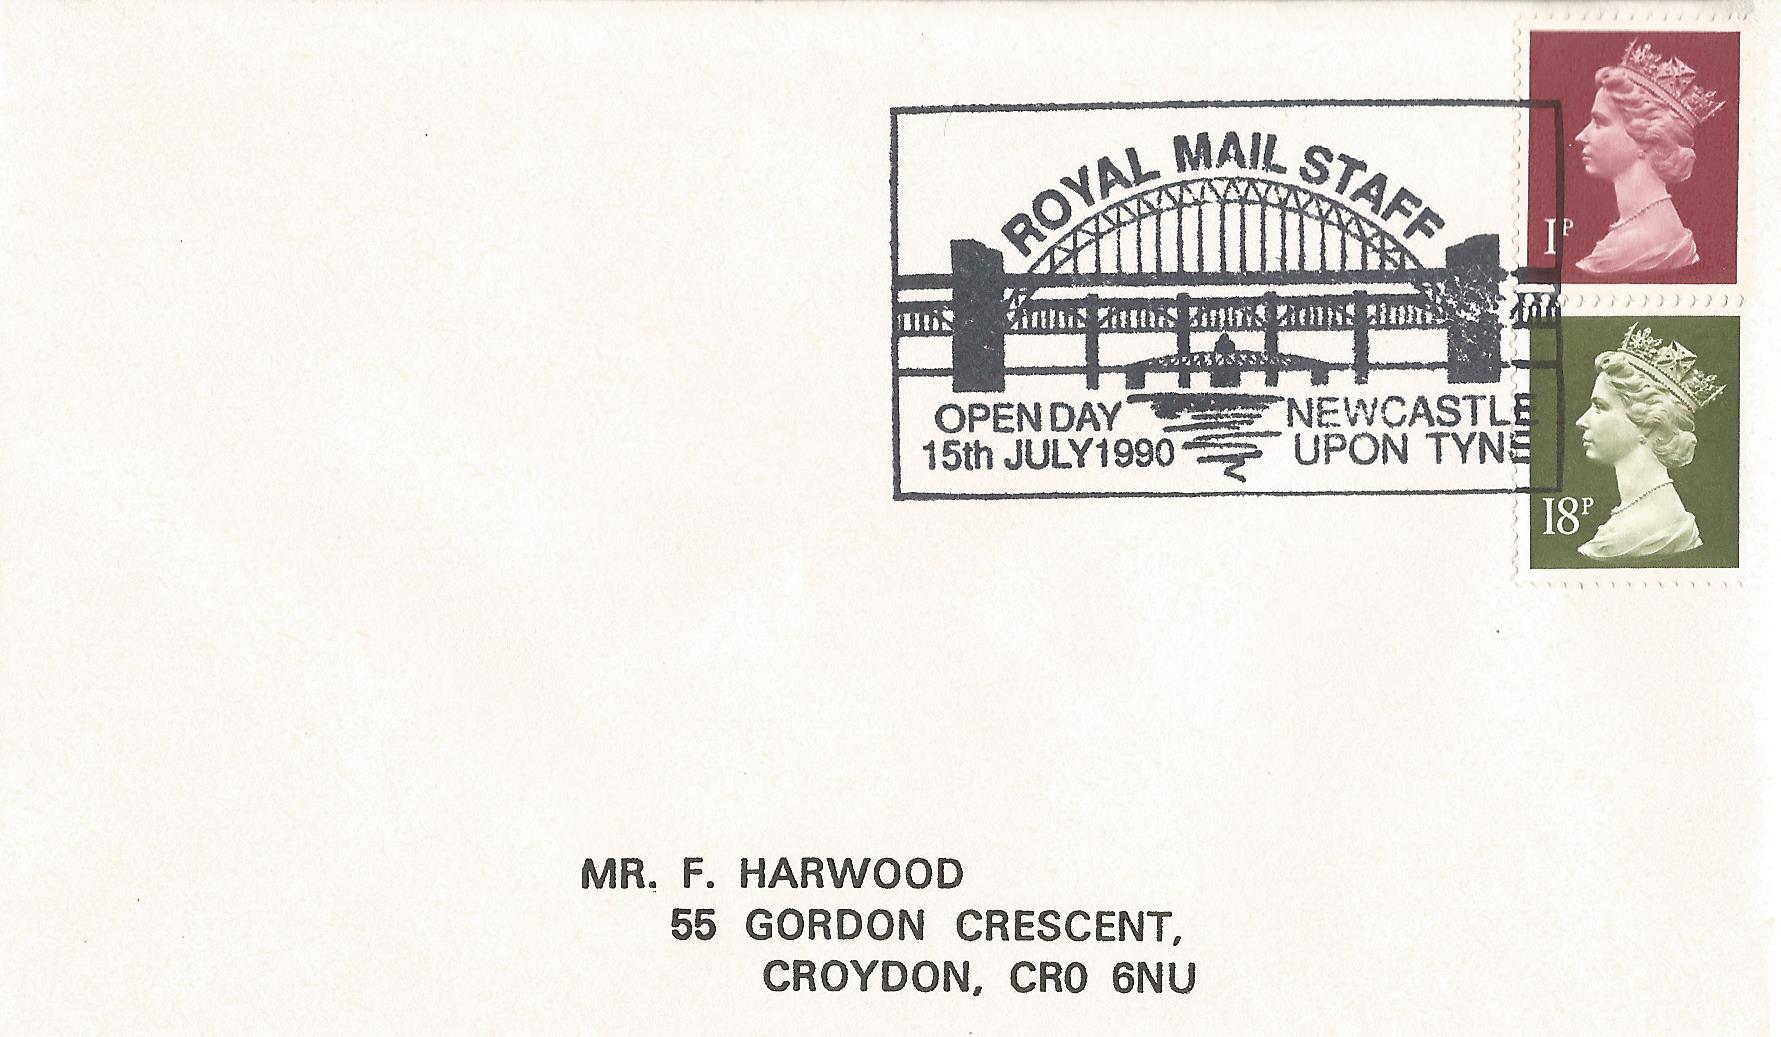 ROYAL MAIL STAFF
OPEN DAY
15th JULY 1990
NEWCASTLE
UPON TYNE
1P
18P
MR. F. HARWOOD
55 GORDON CRESCENT,
CROYDON, CR0 6NU